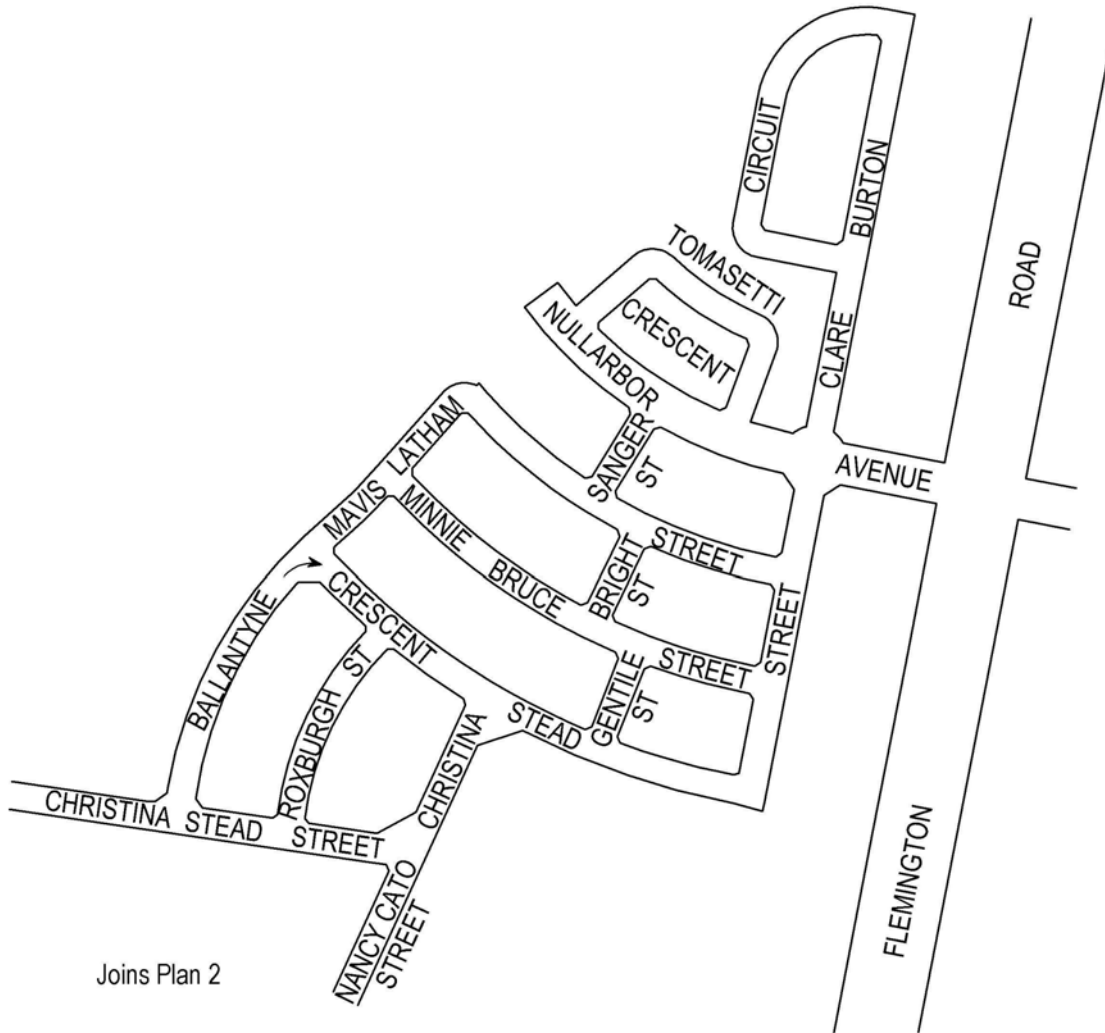 CIRCUIT
BURTON
CLARE
ROAD
TOMASETTI
CRESCENT
NULLARBOR
AVENUE
SANGER
ST
MAVIS LATHAM
STREET
MINNIE BRUCE
STREET
BRIGHT
ST
STREET
GENTILE
ST
BALLANTYNE
CRESCENT
ROXBURGH ST
CHRISTINA STEAD
CHRISTINA STEAD STREET
NANCY CATO
STREET
FLEMINGTON
Joins Plan 2